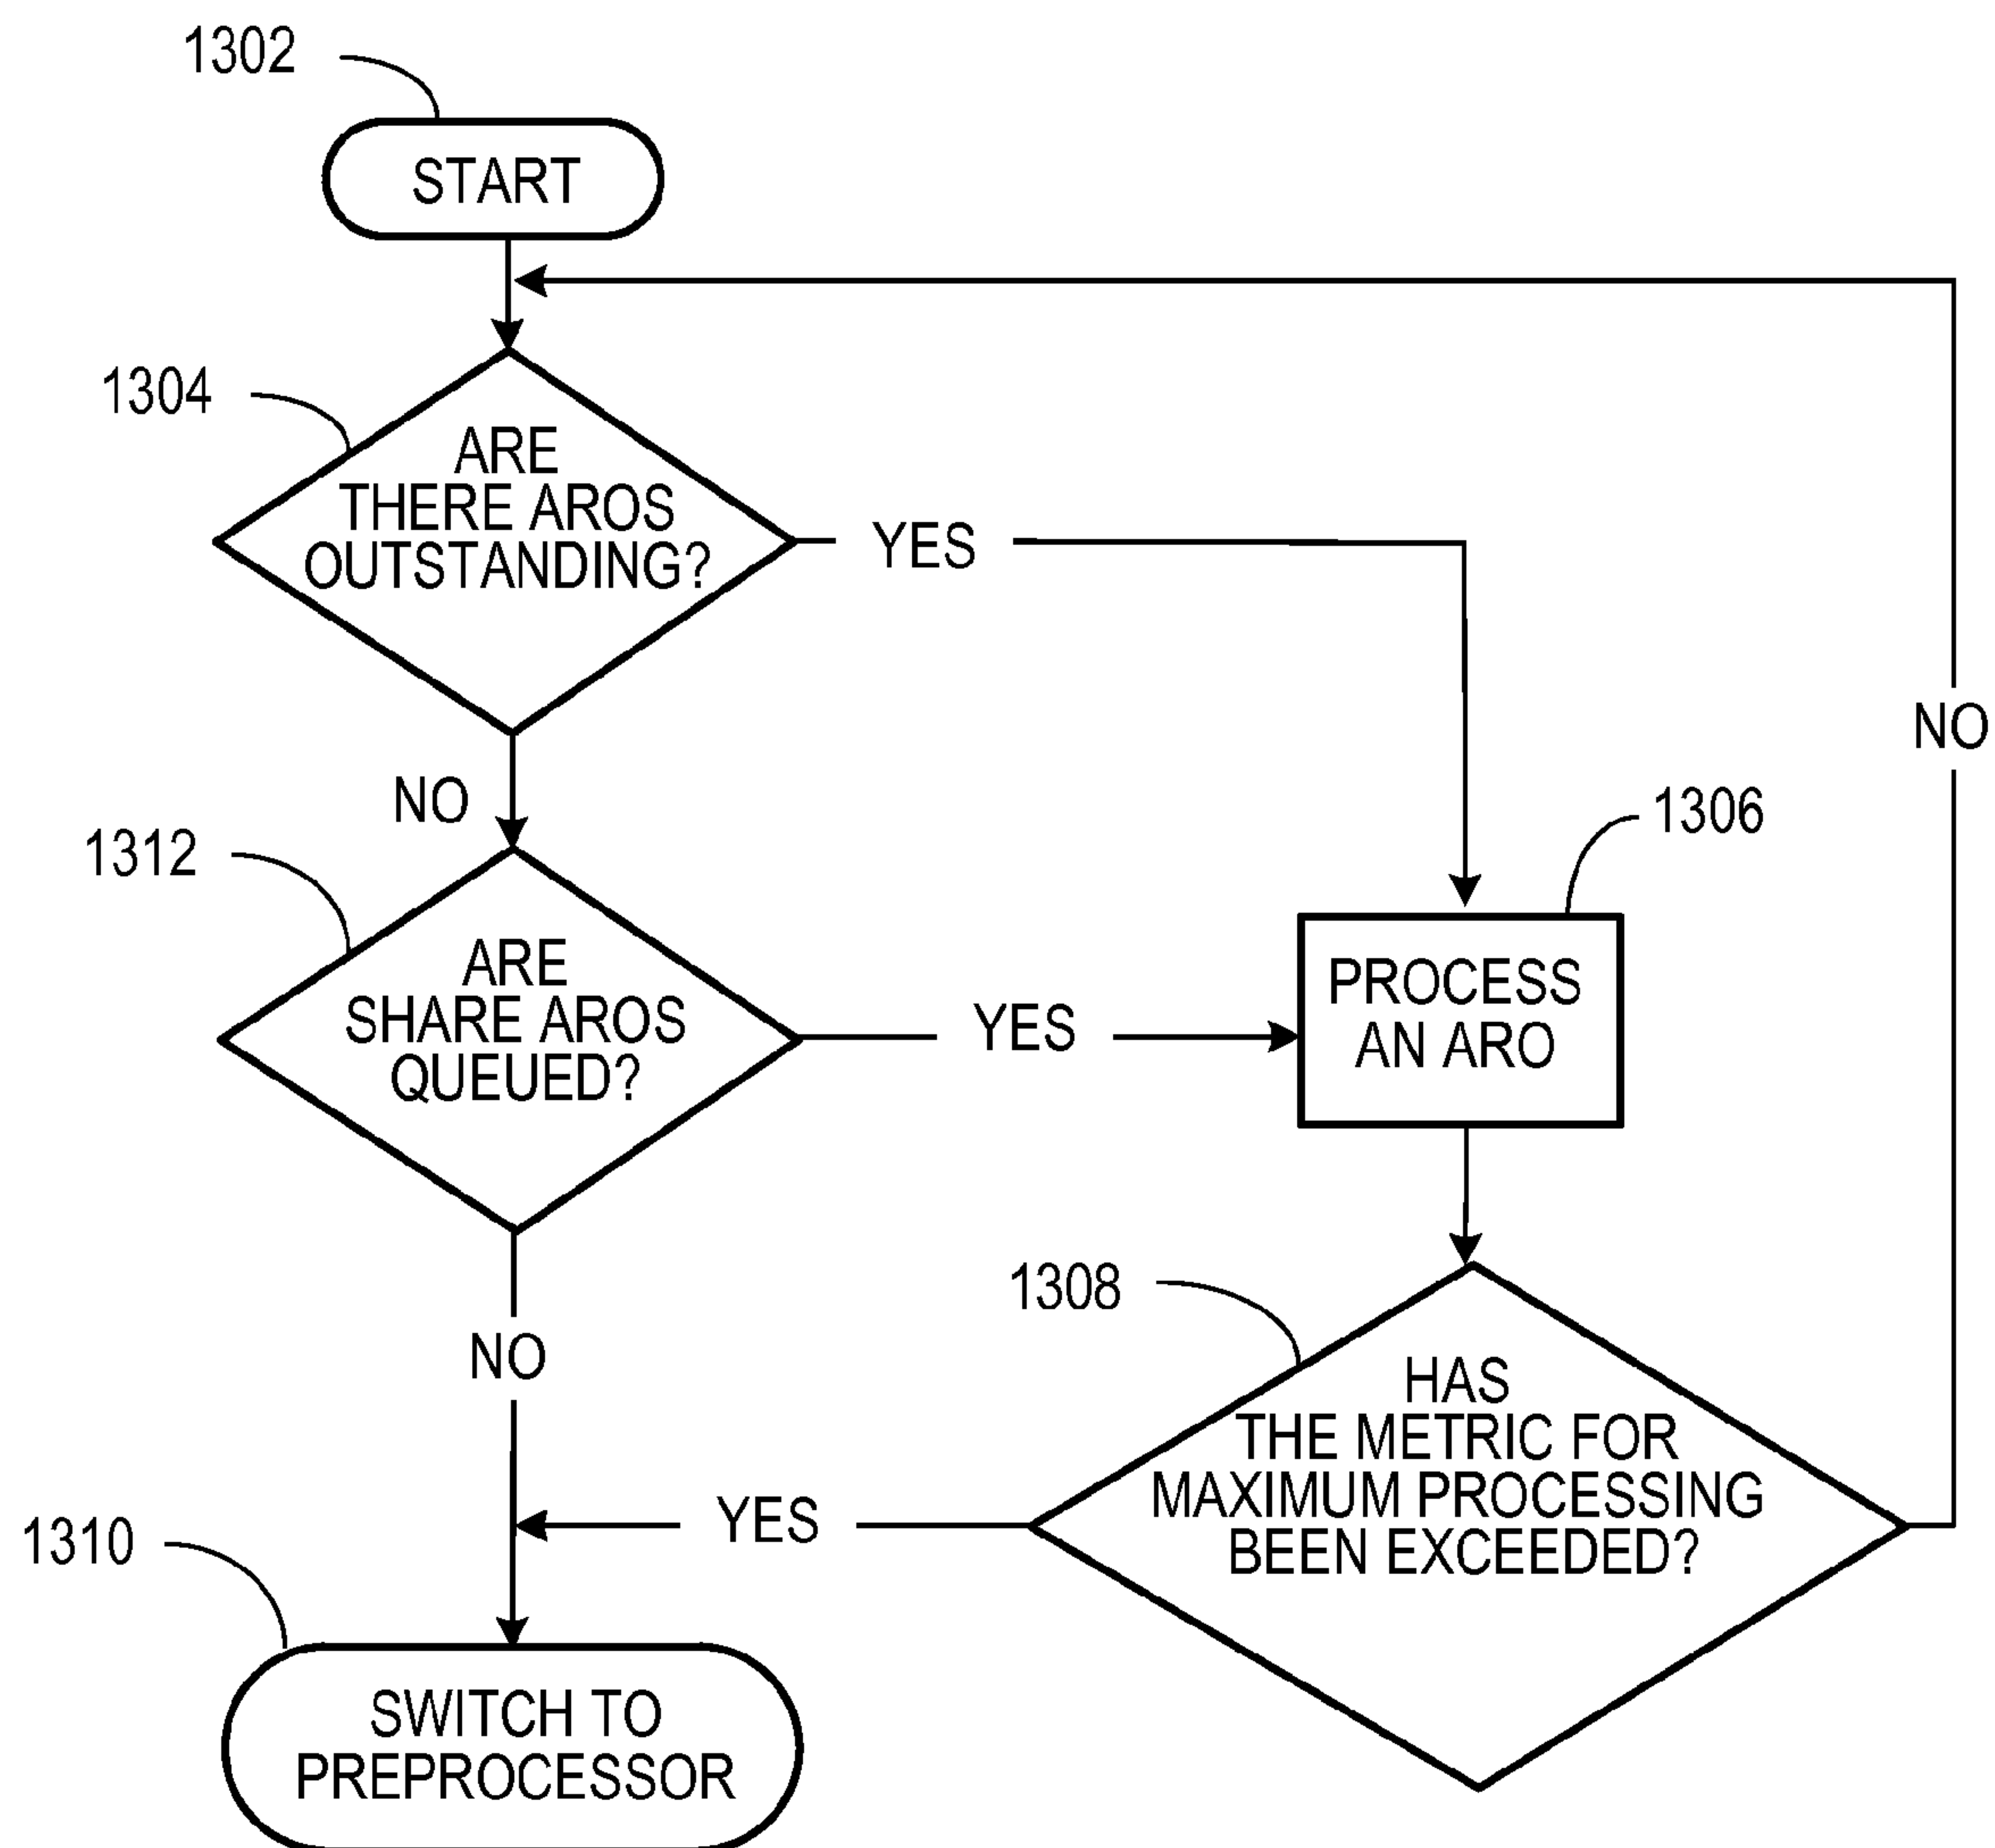 1302
START
1304
ARE
THERE AROS
OUTSTANDING?
YES
NO
NO
1312
1306
ARE
SHARE AROS
QUEUED?
YES
PROCESS
AN ARO
1308
NO
HAS
THE METRIC FOR
MAXIMUM PROCESSING
BEEN EXCEEDED?
YES
1310
SWITCH TO
PREPROCESSOR